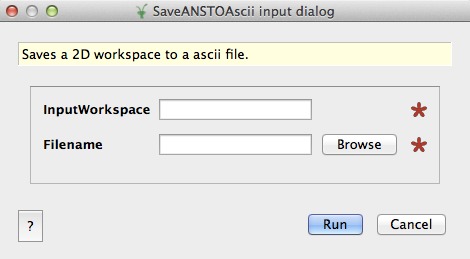 SaveANSTOAscii input dialog
Saves a 2D workspace to a ascii file.
InputWorkspace *
Filename Browse *
? Run Cancel